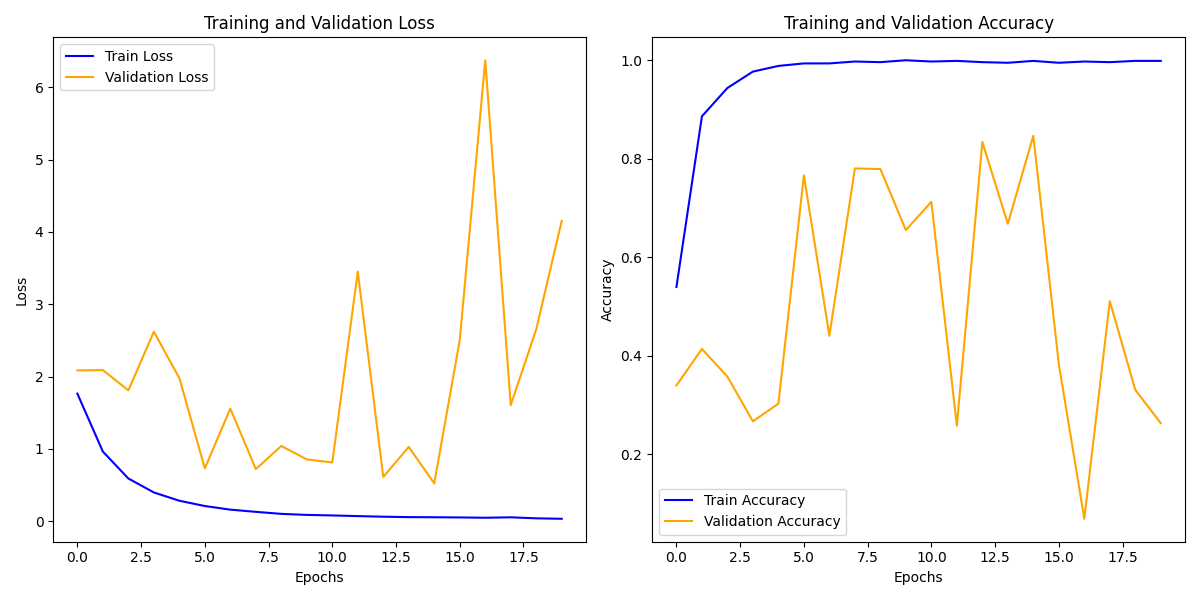 Training and Validation Loss
Train Loss
Validation Loss
Loss
6
5
4
3
2
1
0
0.0 2.5 5.0 7.5 10.0 12.5 15.0 17.5
Epochs
Training and Validation Accuracy
Accuracy
1.0
0.8
0.6
0.4
0.2
Train Accuracy
Validation Accuracy
0.0 2.5 5.0 7.5 10.0 12.5 15.0 17.5
Epochs